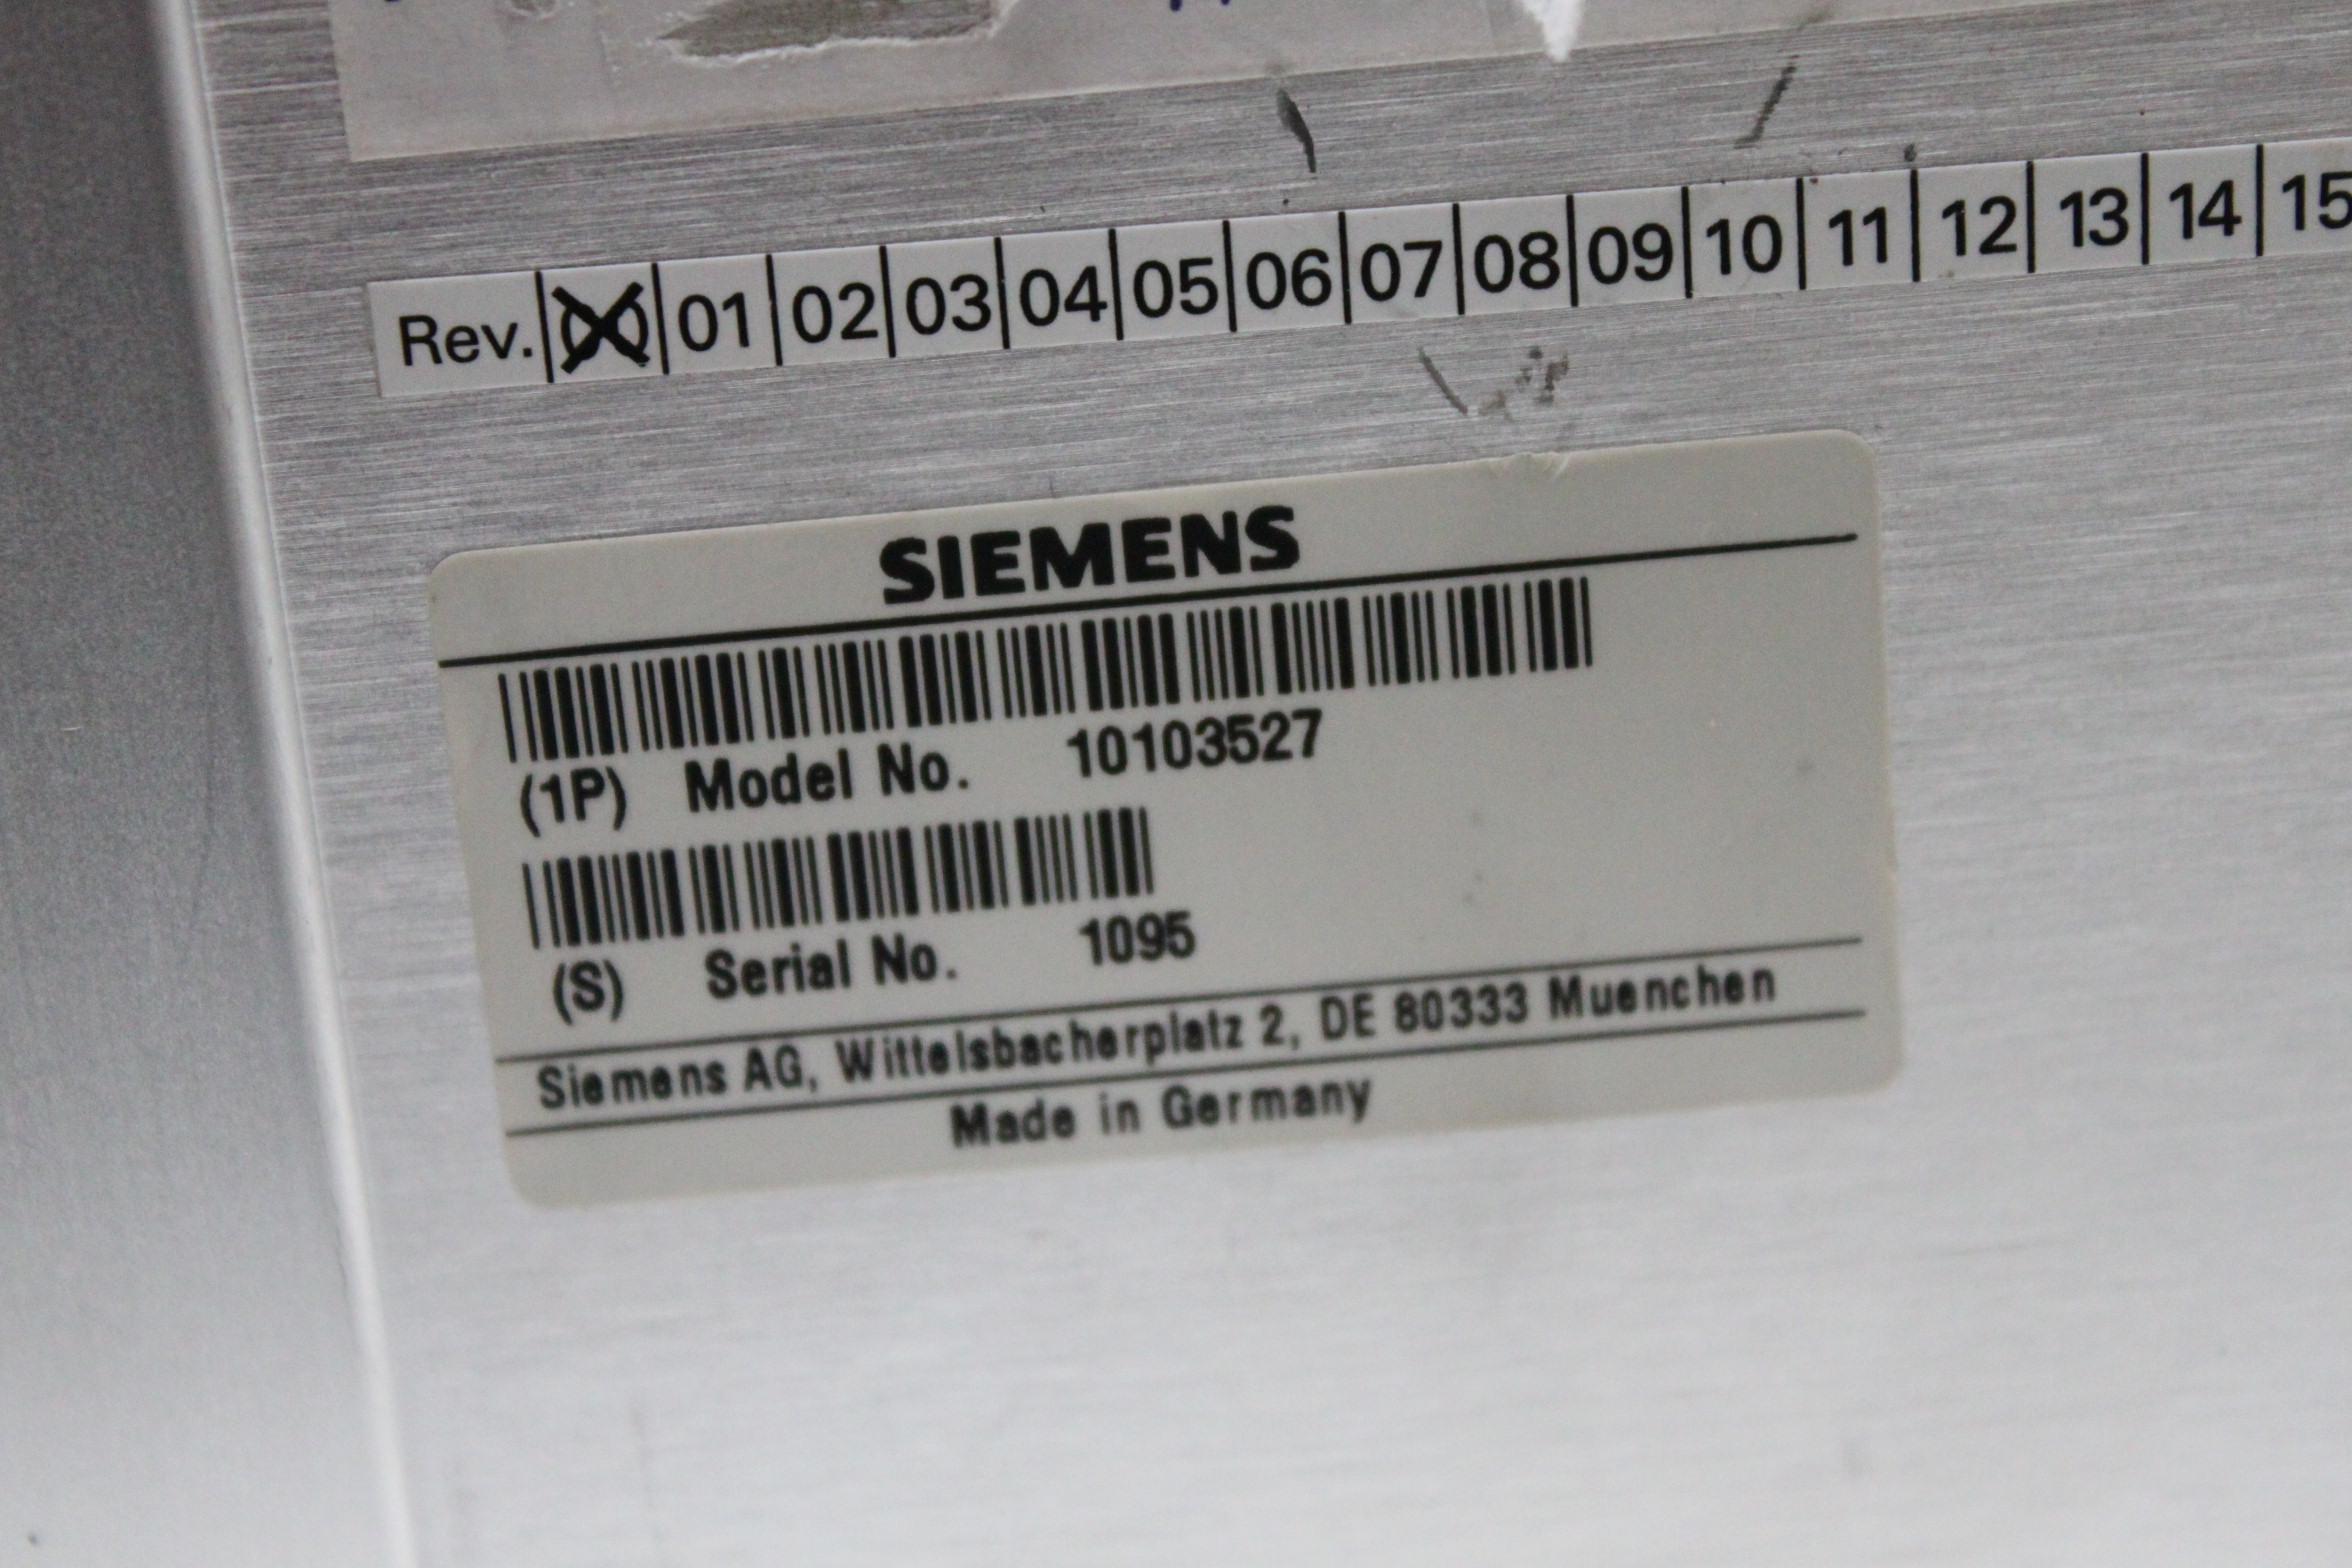 Rev. 00 01 02 03 04 05 06 07 08 09 10 11 12 13 14 15
SIEMENS
(1P) Model No. 10103527
(S) Serial No. 1095
Siemens AG, Wittelsbacherplatz 2, DE 80333 Muenchen
Made in Germany